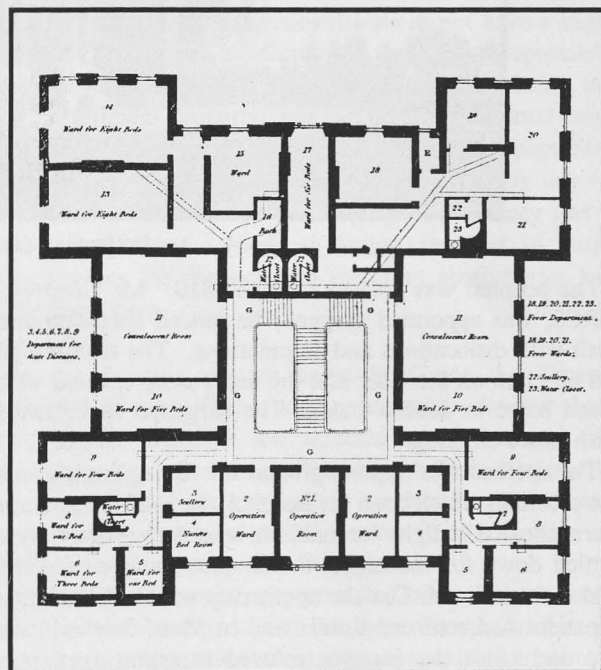 14
Ward for Eight Beds
13
Ward for Eight Beds
15
Ward
16
Bath
17
Ward for six Beds
18
E
19
20
21
22
23
12
Water
Closet
12
Water
Closet
G
G
G
G
G
G
G
3,4,5,6,7,8,9
Department for
11
Convalescent Room
10
Ward for Five Beds
11
Convalescent Room
10
Ward for Five Beds
18.19.20.21.22.23.
Fever Department.
18.19.20.21.
Fever Wards.
22. Scullery.
23. Water Closet.
9
Ward for Four Beds
9
Ward for Four Beds
Ward for
one Bed
Water
Closet
6
Ward for
Three Beds
5
Ward for
one Bed
3
Scullery
4
Nurses
Bed Room
2
Operation
Ward
No. 1.
Operation
Room
2
Operation
Ward
3
7
8
5
The
was